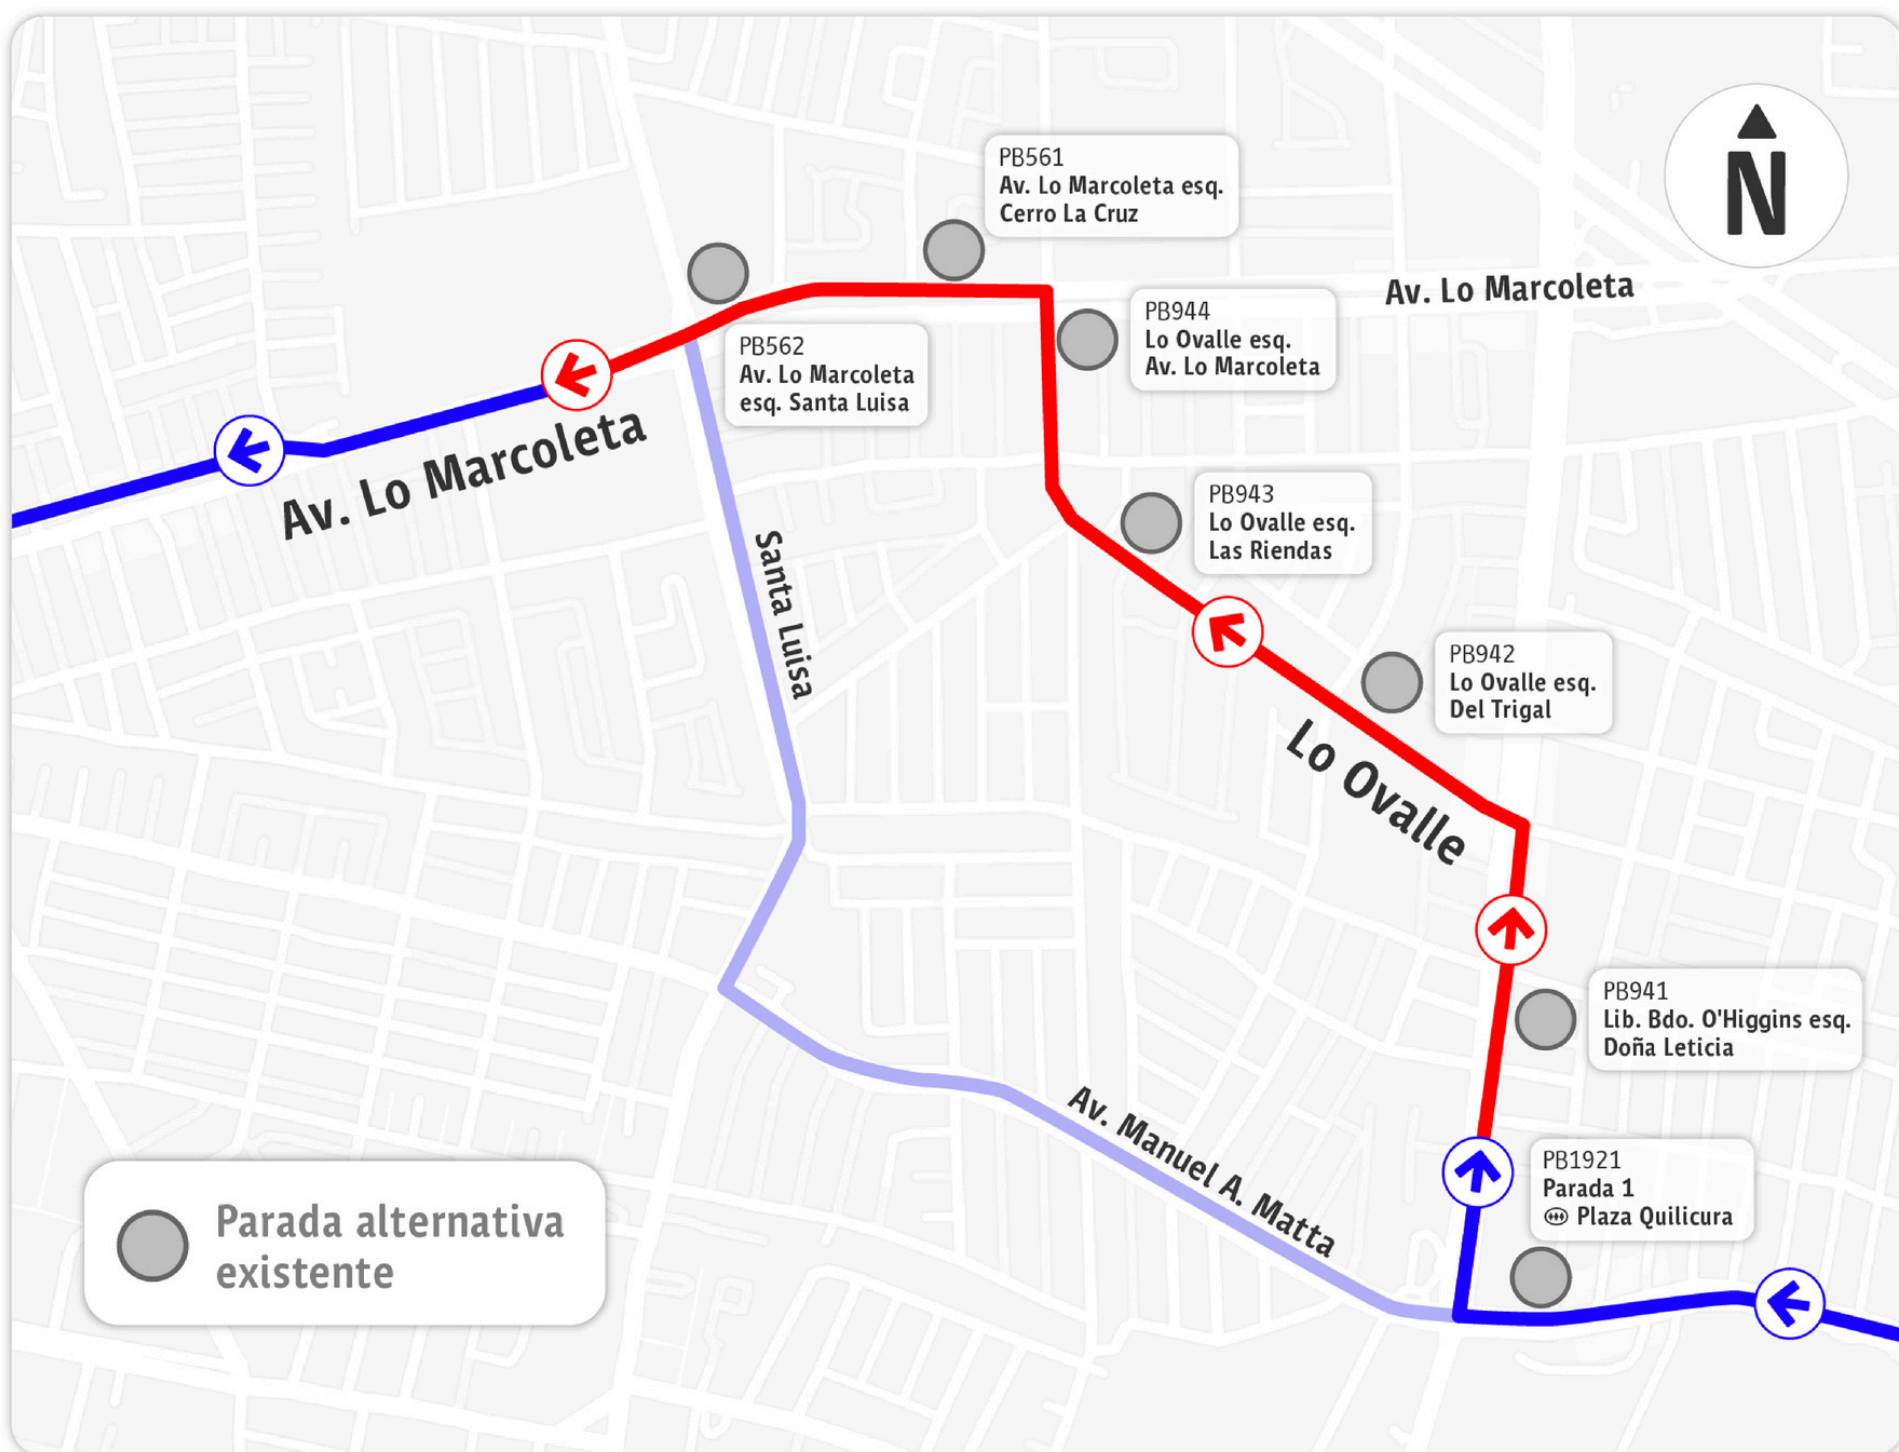 PB561
Av. Lo Marcoleta esq.
Cerro La Cruz
N
Av. Lo Marcoleta
PB944
Lo Ovalle esq.
Av. Lo Marcoleta
PB562
Av. Lo Marcoleta
esq. Santa Luisa
Av. Lo Marcoleta
PB943
Lo Ovalle esq.
Las Riendas
Santa Luisa
PB942
Lo Ovalle esq.
Del Trigal
Lo Ovalle
PB941
Lib. Bdo. O'Higgins esq.
Doña Leticia
Av. Manuel A. Matta
PB1921
Parada 1
Plaza Quilicura
Parada alternativa
existente